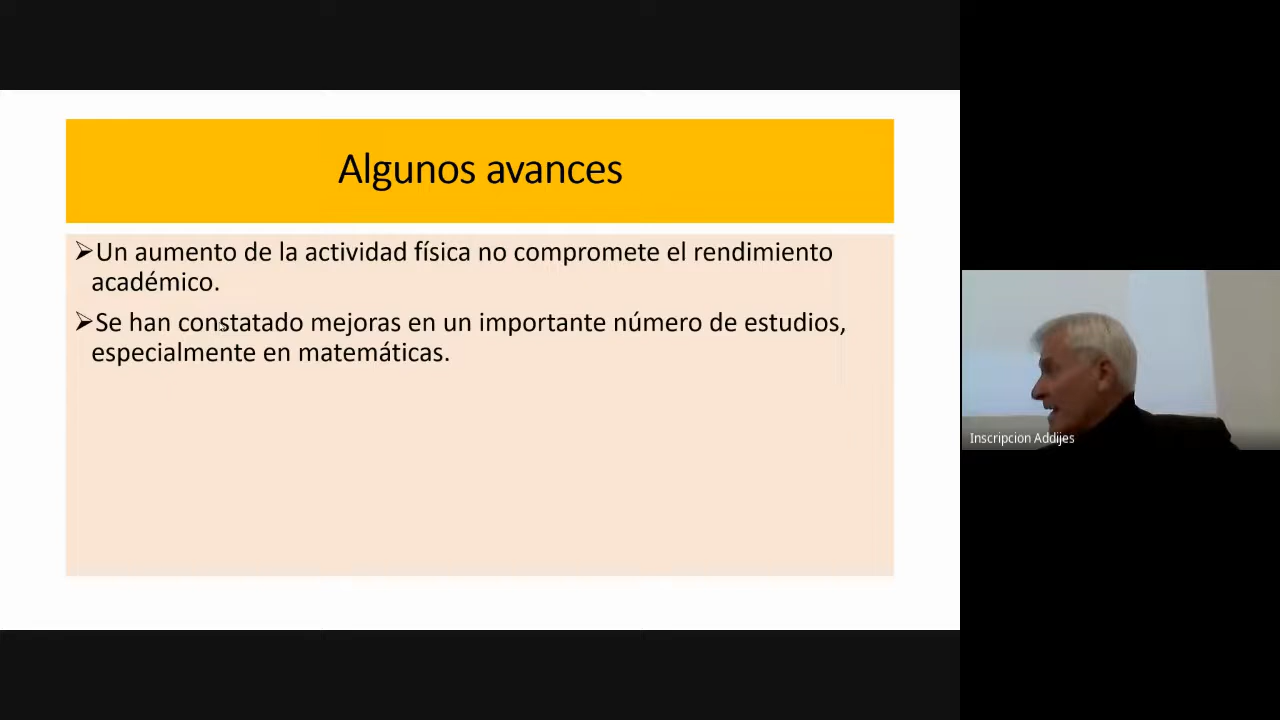 Algunos avances
➢Un aumento de la actividad física no compromete el rendimiento
académico.
➢Se han constatado mejoras en un importante número de estudios,
especialmente en matemáticas.
Inscripcion Addijes